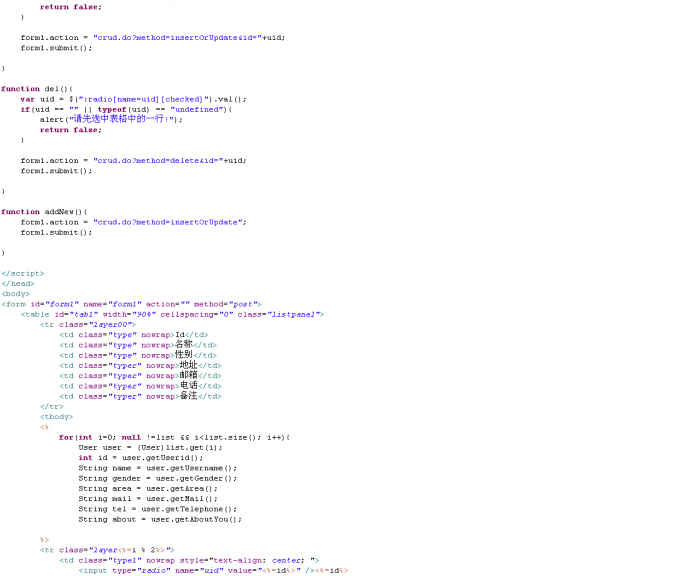 return false;
}
form1.action = "crud.do?method=insertOrUpdate&id="+uid;
form1.submit();
}
function del(){
var uid = $(":radio[name=uid][checked]").val();
if(uid == "" || typeof(uid) == "undefined"){
alert("请先选中表格中的一行!");
return false;
}
form1.action = "crud.do?method=delete&id="+uid;
form1.submit();
}
function addNew(){
form1.action = "crud.do?method=insertOrUpdate";
form1.submit();
}
</script>
</head>
<body>
<form id="form1" name="form1" action="" method="post">
<table id="tab1" width="90%" cellspacing="0" class="listpanel">
<tr class="layer00">
<td class="type" nowrap>Id</td>
<td class="type" nowrap>名称</td>
<td class="type" nowrap>性别</td>
<td class="typer" nowrap>地址</td>
<td class="typer" nowrap>邮箱</td>
<td class="typer" nowrap>电话</td>
<td class="typer" nowrap>备注</td>
</tr>
<tbody>
<%
for(int i=0; null !=list && i<list.size(); i++){
User user = (User)list.get(i);
int id = user.getUserid();
String name = user.getUsername();
String gender = user.getGender();
String area = user.getArea();
String mail = user.getMail();
String tel = user.getTelephone();
String about = user.getAboutYou();
%>
<tr class="layer<%=i % 2%>">
<td class="type1" nowrap style="text-align: center; ">
<input type="radio" name="uid" value="<%=id%>" /><%=id%>